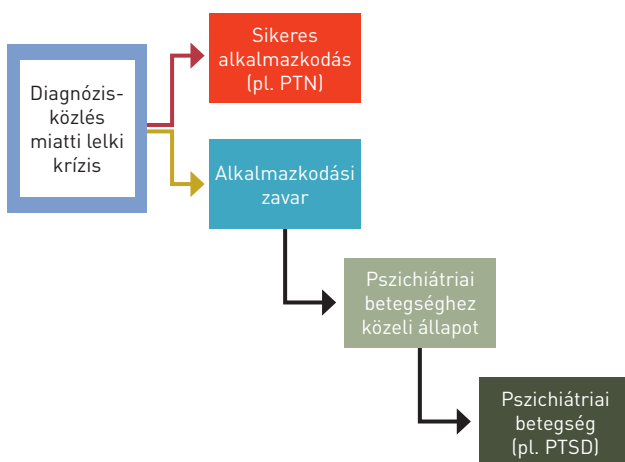 Diagnózis-
közlés
miatti lelki
krízis
Sikeres
alkalmazkodás
(pl. PTN)
Alkalmazkodási
zavar
Pszichiátriai
betegséghez
közeli állapot
Pszichiátriai
betegség
(pl. PTSD)